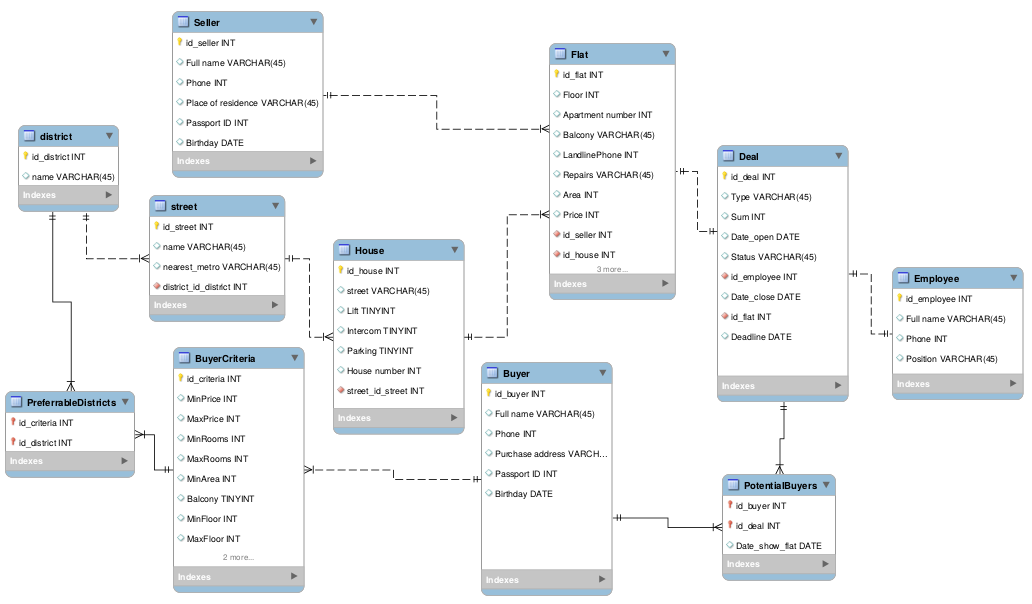 Seller
id_seller INT
Full name VARCHAR(45)
Phone INT
Place of residence VARCHAR(45)
Passport ID INT
Birthday DATE
Indexes
Flat
id_flat INT
Floor INT
Apartment number INT
Balcony VARCHAR(45)
LandlinePhone INT
Repairs VARCHAR(45)
Area INT
Price INT
id_seller INT
id_house INT
3 more...
Indexes
district
id_district INT
name VARCHAR(45)
Indexes
Deal
id_deal INT
Type VARCHAR(45)
Sum INT
Date_open DATE
Status VARCHAR(45)
id_employee INT
Date_close DATE
id_flat INT
Deadline DATE
Indexes
street
id_street INT
name VARCHAR(45)
nearest_metro VARCHAR(45)
district_id_district INT
Indexes
House
id_house INT
street VARCHAR(45)
Lift TINYINT
Intercom TINYINT
Parking TINYINT
House number INT
street_id_street INT
Indexes
Employee
id_employee INT
Full name VARCHAR(45)
Phone INT
Position VARCHAR(45)
Indexes
BuyerCriteria
id_criteria INT
MinPrice INT
MaxPrice INT
MinRooms INT
MaxRooms INT
MinArea INT
Balcony TINYINT
MinFloor INT
MaxFloor INT
2 more...
Indexes
Buyer
id_buyer INT
Full name VARCHAR(45)
Phone INT
Purchase address VARCH...
Passport ID INT
Birthday DATE
Indexes
PreferrableDistricts
id_criteria INT
id_district INT
Indexes
PotentialBuyers
id_buyer INT
id_deal INT
Date_show_flat DATE
Indexes